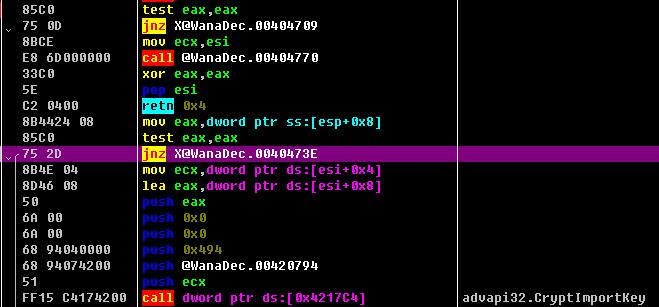 85C0 test eax,eax
75 0D jnz X@WanaDec.00404709
8BCE mov ecx,esi
E8 6D000000 call @WanaDec.00404770
33C0 xor eax,eax
5E pop esi
C2 0400 retn 0x4
8B4424 08 mov eax,dword ptr ss:[esp+0x8]
85C0 test eax,eax
75 2D jnz X@WanaDec.0040473E
8B4E 04 mov ecx,dword ptr ds:[esi+0x4]
8D46 08 lea eax,dword ptr ds:[esi+0x8]
50 push eax
6A 00 push 0x0
6A 00 push 0x0
68 94040000 push 0x494
68 94074200 push @WanaDec.00420794
51 push ecx
FF15 C4174200 call dword ptr ds:[0x4217C4] advapi32.CryptImportKey